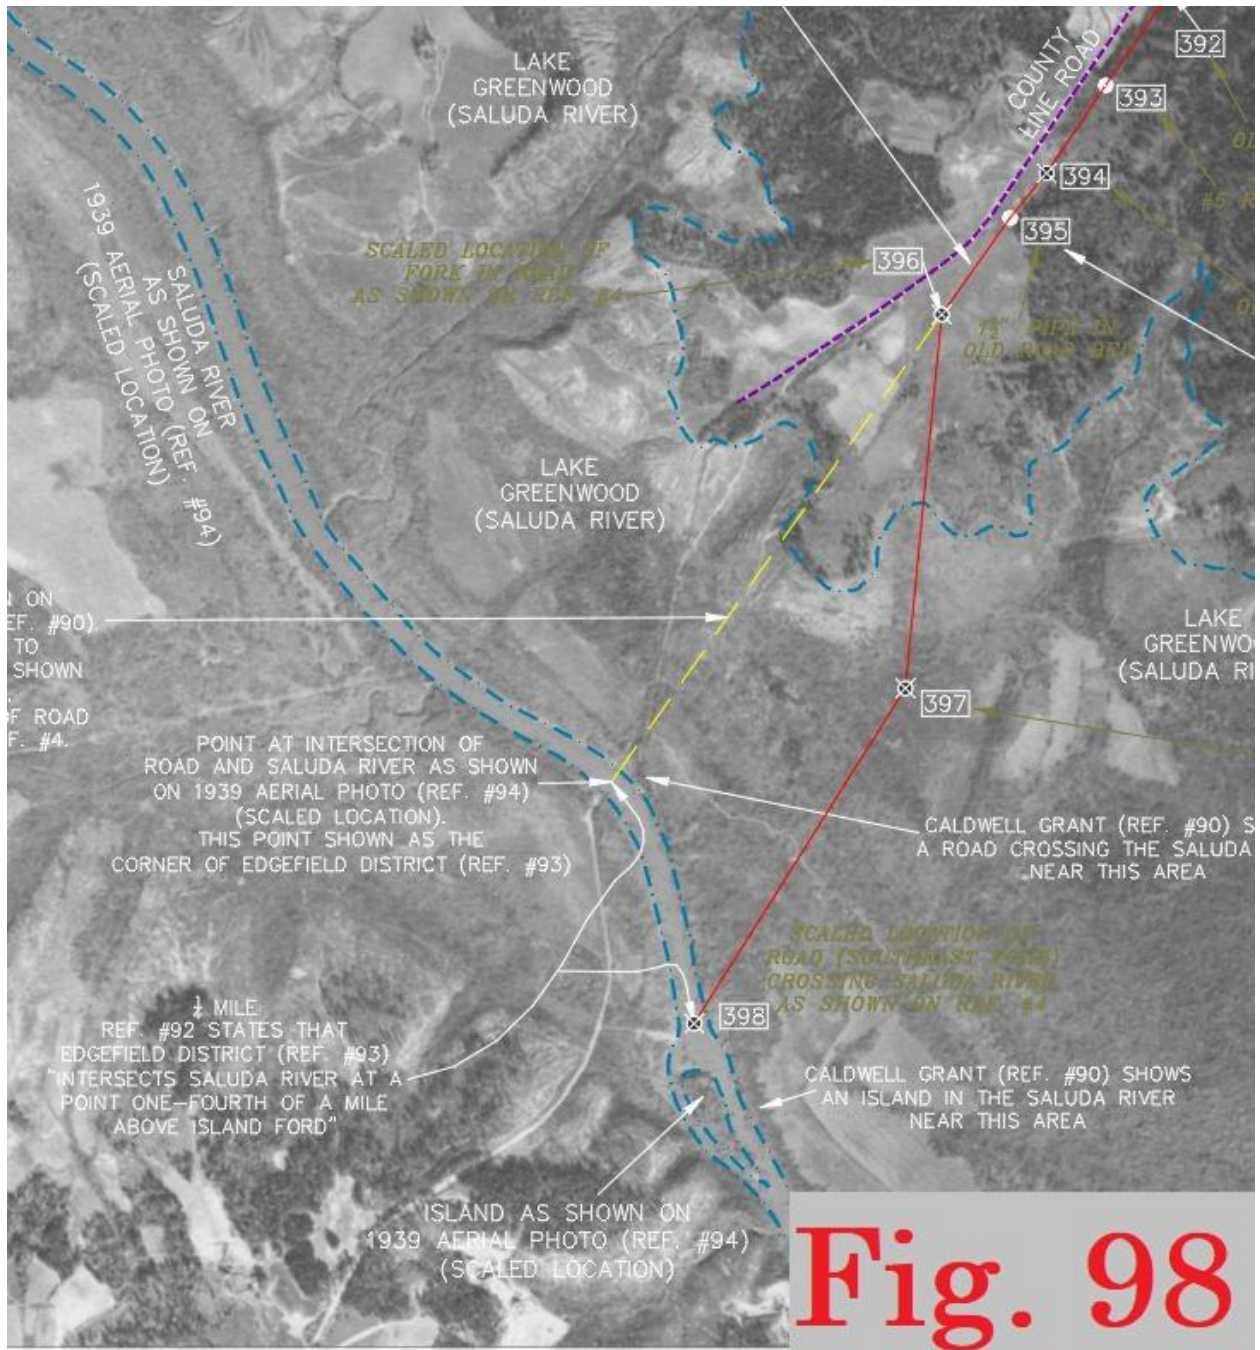 LAKE
GREENWOOD
(SALUDA RIVER)
COUNTY
LINE ROAD
392
393
394
395
396
SCALED LOCATION OF
FORK IN ROAD
AS SHOWN ON REF. #4
PIPE IN
OLD ROAD BED
#5
SALUDA RIVER
AS SHOWN ON
1939 AERIAL PHOTO (REF. #94)
(SCALED LOCATION)
LAKE
GREENWOOD
(SALUDA RIVER)
ON
#90).
TO
SHOWN
ROAD
#4.
LAKE
(SALUDA
397
POINT AT INTERSECTION OF
ROAD AND SALUDA RIVER AS SHOWN
ON 1939 AERIAL PHOTO (REF. #94)
(SCALED LOCATION).
THIS POINT SHOWN AS THE
CORNER OF EDGEFIELD DISTRICT (REF. #93)
CALDWELL GRANT (REF. #90) S
A ROAD CROSSING THE SALUDA
NEAR THIS AREA
SCALED LOCATION OF
ROAD (SOUTHEAST FORK)
CROSSING SALUDA RIVER
AS SHOWN ON REF. #4
398
¼ MILE
REF. #92 STATES THAT
EDGEFIELD DISTRICT (REF. #93)
"INTERSECTS SALUDA RIVER AT A
POINT ONE-FOURTH OF A MILE
ABOVE ISLAND FORD"
CALDWELL GRANT (REF. #90) SHOWS
AN ISLAND IN THE SALUDA RIVER
NEAR THIS AREA
ISLAND AS SHOWN ON
1939 AERIAL PHOTO (REF. #94)
(SCALED LOCATION)
Fig. 98